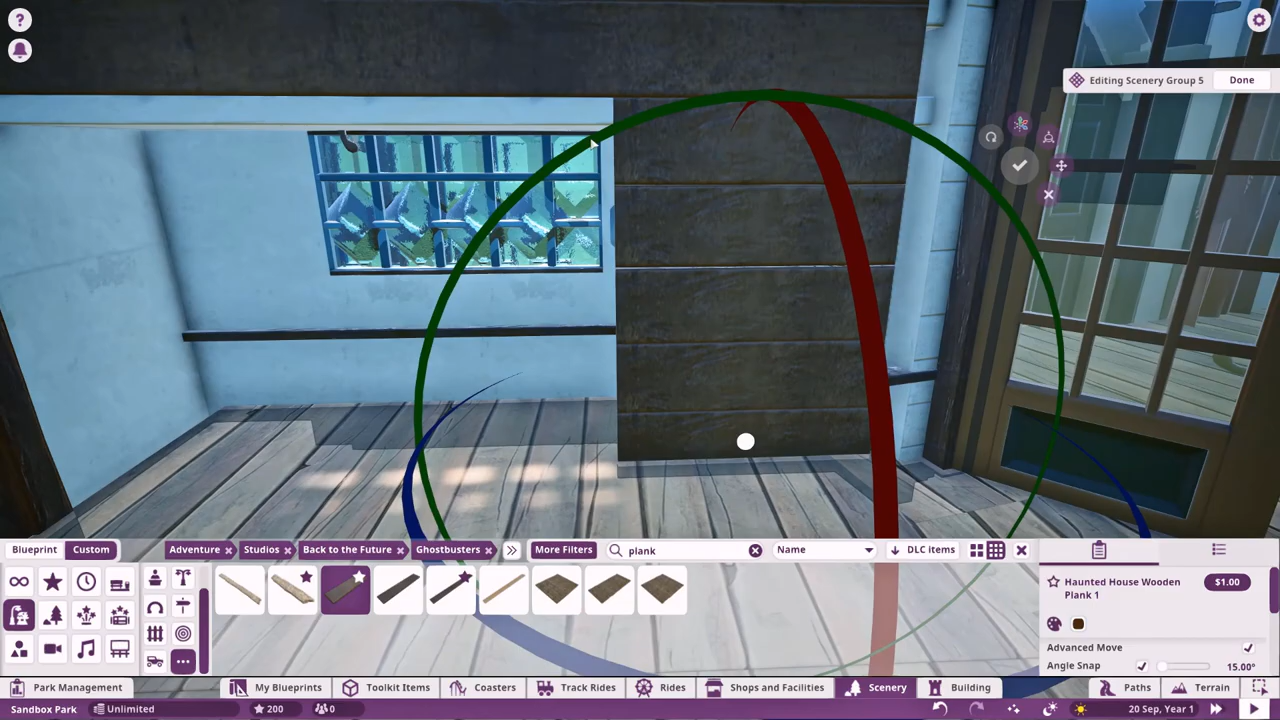 ?
Editing Scenery Group 5
Done
Blueprint
Custom
Adventure
Studios
Back to the Future
Ghostbusters
More Filters
plank
Name
DLC items
Haunted House Wooden
Plank 1
$1.00
Advanced Move
Angle Snap
15.00°
Park Management
My Blueprints
Toolkit Items
Coasters
Track Rides
Rides
Shops and Facilities
Scenery
Building
Paths
Terrain
Sandbox Park
Unlimited
200
0
20 Sep, Year 1